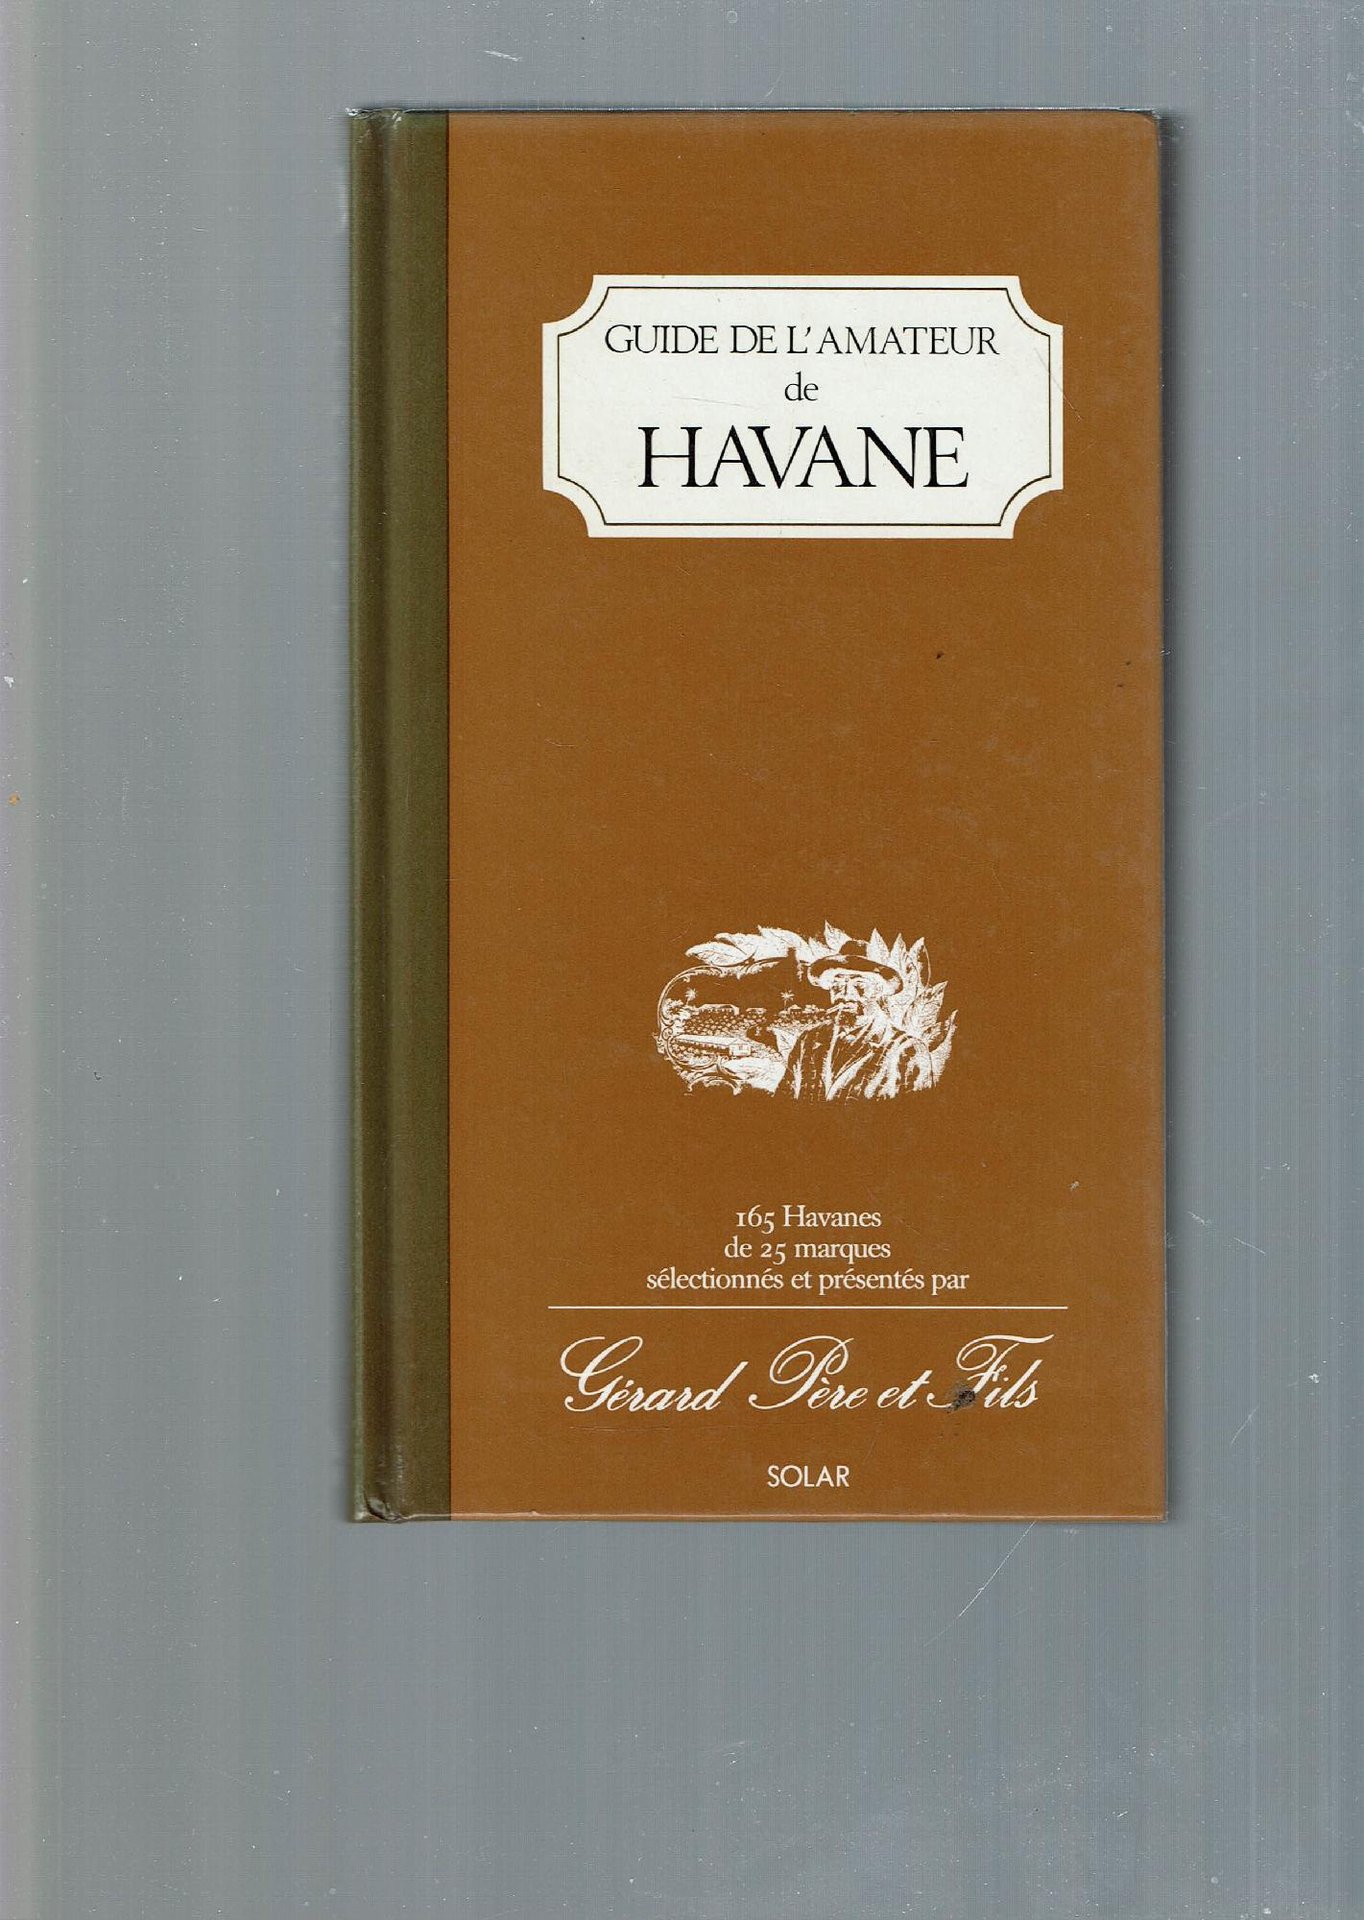 GUIDE DE L'AMATEUR
de
HAVANE
165 Havanes
de 25 marques
sélectionnés et présentés par
Gérard Père et Fils
SOLAR